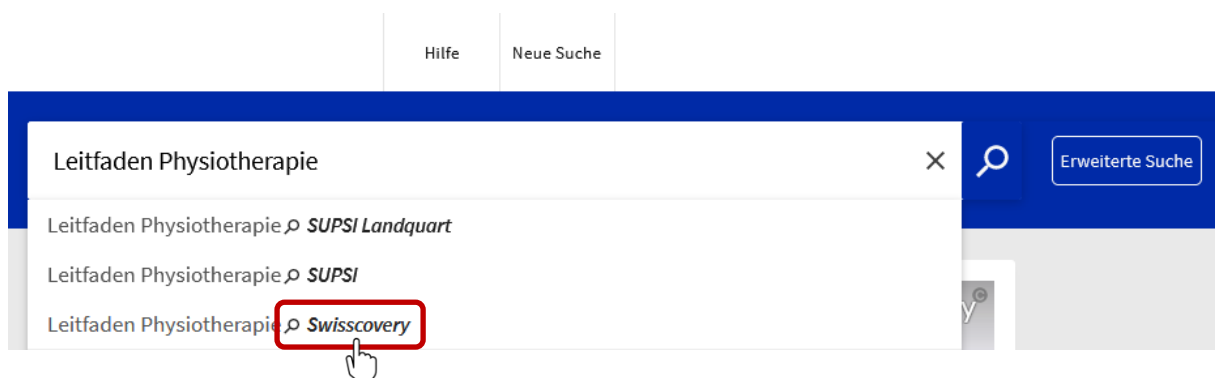 Hilfe Neue Suche
Leitfaden Physiotherapie Erweiterte Suche
Leitfaden Physiotherapie SUPSI Landquart
Leitfaden Physiotherapie SUPSI
Leitfaden Physiotherapie Swisscovery
y©